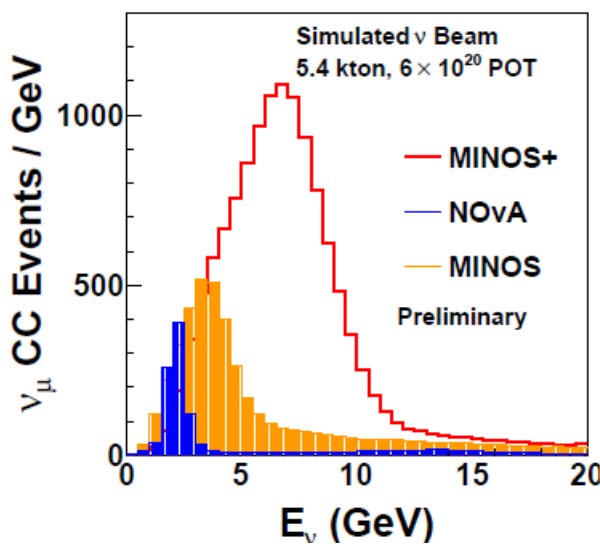 Simulated ν Beam
5.4 kton, 6 × 10²⁰ POT
MINOS+
NOvA
MINOS
Preliminary
ν_μ CC Events / GeV
1000
500
0
0 5 10 15 20
E_ν (GeV)